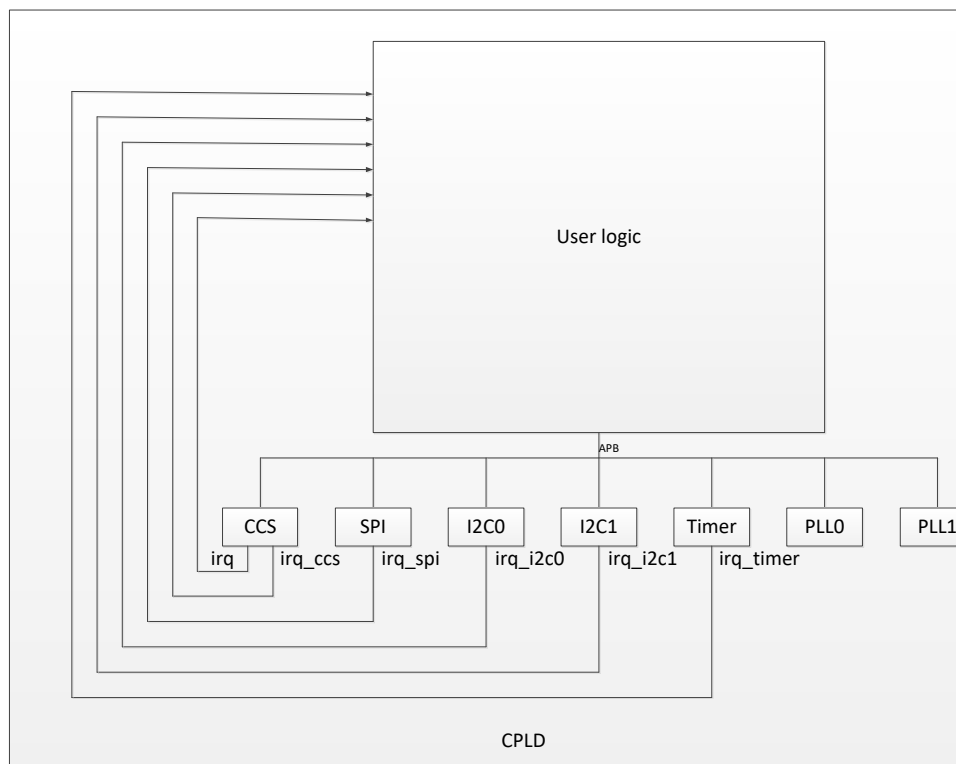 User logic
APB
CCS SPI I2C0 I2C1 Timer PLL0 PLL1
irq irq_ccs irq_spi irq_i2c0 irq_i2c1 irq_timer
CPLD